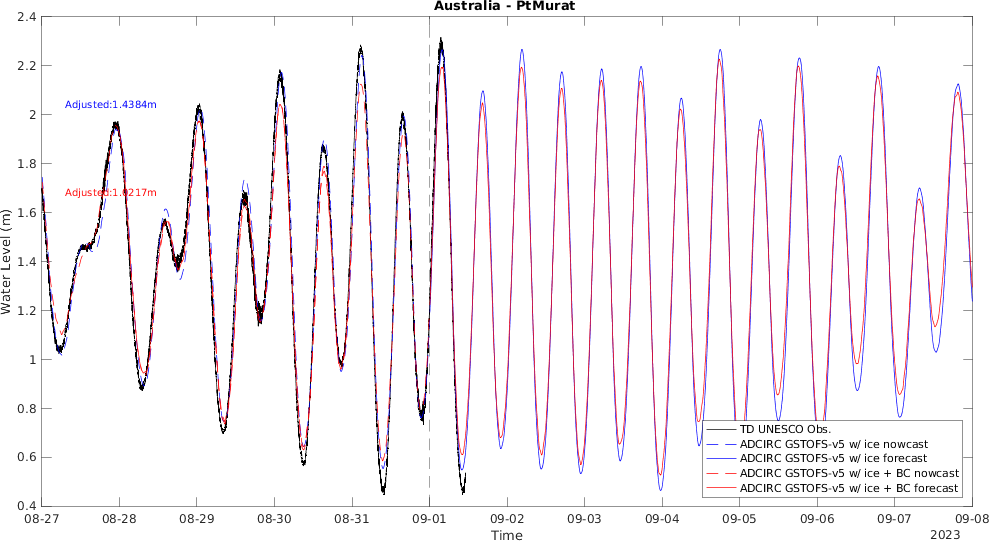 Australia - PtMurat
2.4
2.2
2
1.8
1.6
1.4
1.2
1
0.8
0.6
0.4
Water Level (m)
Adjusted:1.4384m
Adjusted:1.0217m
TD UNESCO Obs.
ADCIRC GSTOFS-v5 w/ ice nowcast
ADCIRC GSTOFS-v5 w/ ice forecast
ADCIRC GSTOFS-v5 w/ ice + BC nowcast
ADCIRC GSTOFS-v5 w/ ice + BC forecast
08-27 08-28 08-29 08-30 08-31 09-01 09-02 09-03 09-04 09-05 09-06 09-07 09-08
Time
2023